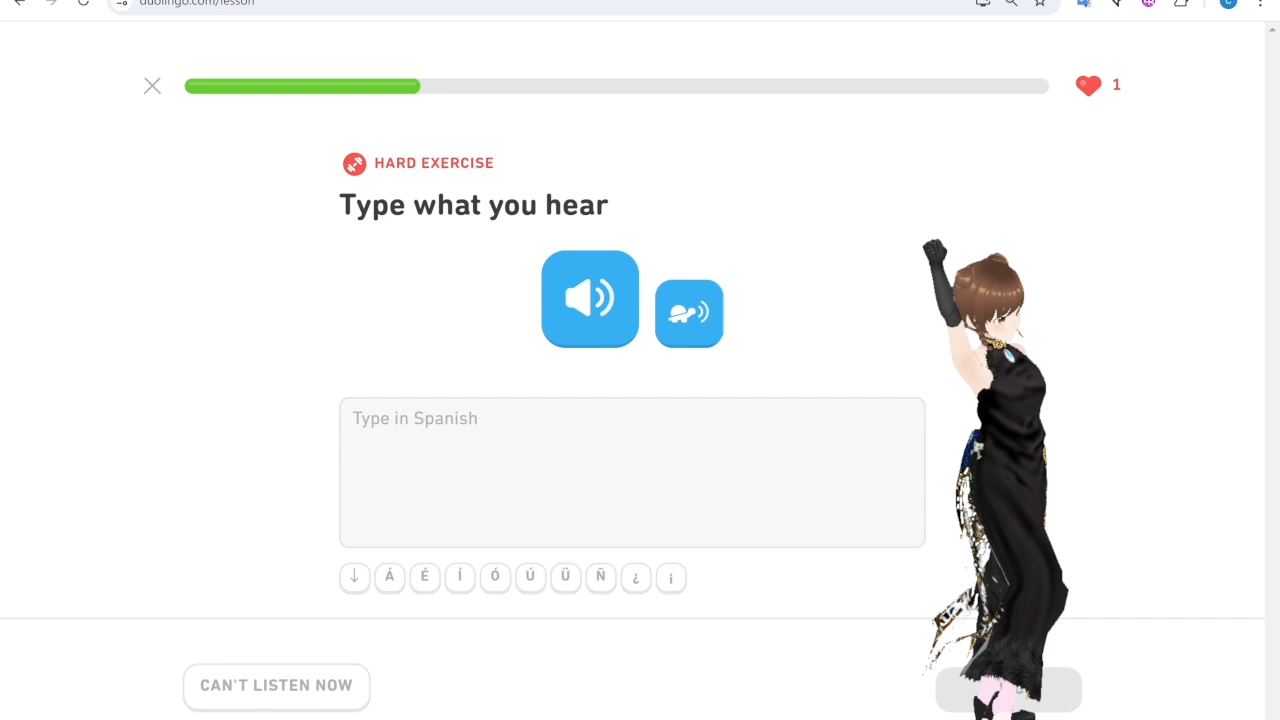 duolingo.com/lesson
1
HARD EXERCISE
Type what you hear
Type in Spanish
↓ Á É Í Ó Ú Ü Ñ ¿ ¡
CAN'T LISTEN NOW